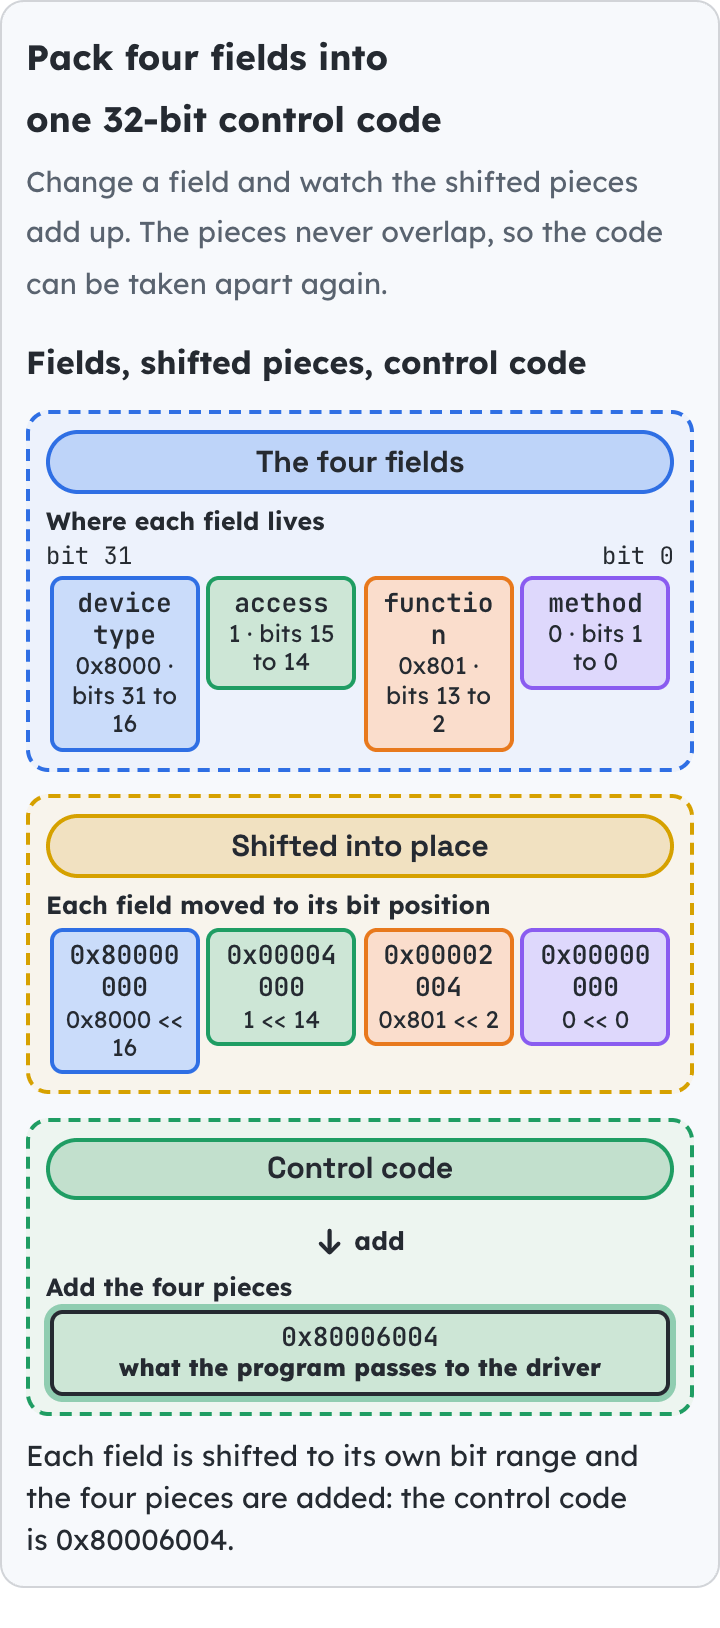 Pack four fields into
one 32-bit control code
Change a field and watch the shifted pieces
add up. The pieces never overlap, so the code
can be taken apart again.
Fields, shifted pieces, control code
The four fields
Where each field lives
bit 31
bit 0
device
type
0x8000 ·
bits 31 to
16
access
1 · bits 15
to 14
functio
n
0x801 ·
bits 13 to
2
method
0 · bits 1
to 0
Shifted into place
Each field moved to its bit position
0x80000
000
0x8000 <<
16
0x00004
000
1 << 14
0x00002
004
0x801 << 2
0x00000
000
0 << 0
Control code
↓ add
Add the four pieces
0x80006004
what the program passes to the driver
Each field is shifted to its own bit range and
the four pieces are added: the control code
is 0x80006004.